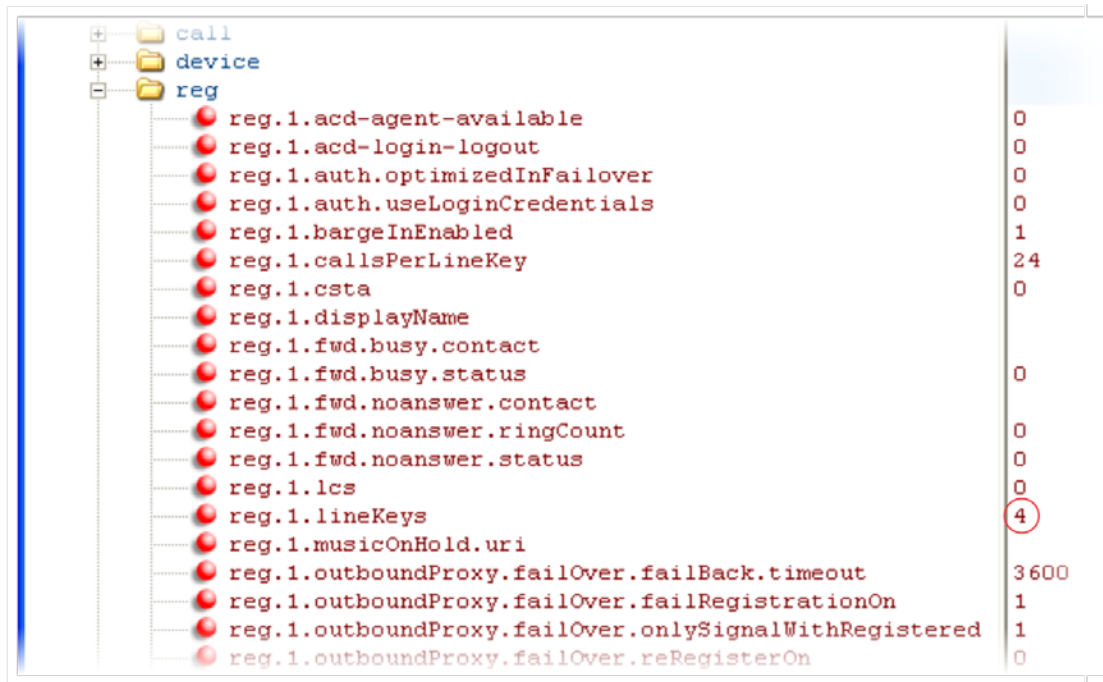 call
device
reg
reg.1.acd-agent-available 0
reg.1.acd-login-logout 0
reg.1.auth.optimizedInFailover 0
reg.1.auth.useLoginCredentials 0
reg.1.bargeInEnabled 1
reg.1.callsPerLineKey 24
reg.1.csta 0
reg.1.displayName
reg.1.fwd.busy.contact
reg.1.fwd.busy.status 0
reg.1.fwd.noanswer.contact
reg.1.fwd.noanswer.ringCount 0
reg.1.fwd.noanswer.status 0
reg.1.lcs 0
reg.1.lineKeys 4
reg.1.musicOnHold.uri
reg.1.outboundProxy.failOver.failBack.timeout 3600
reg.1.outboundProxy.failOver.failRegistrationOn 1
reg.1.outboundProxy.failOver.onlySignalWithRegistered 1
reg.1.outboundProxy.failOver.reRegisterOn 0